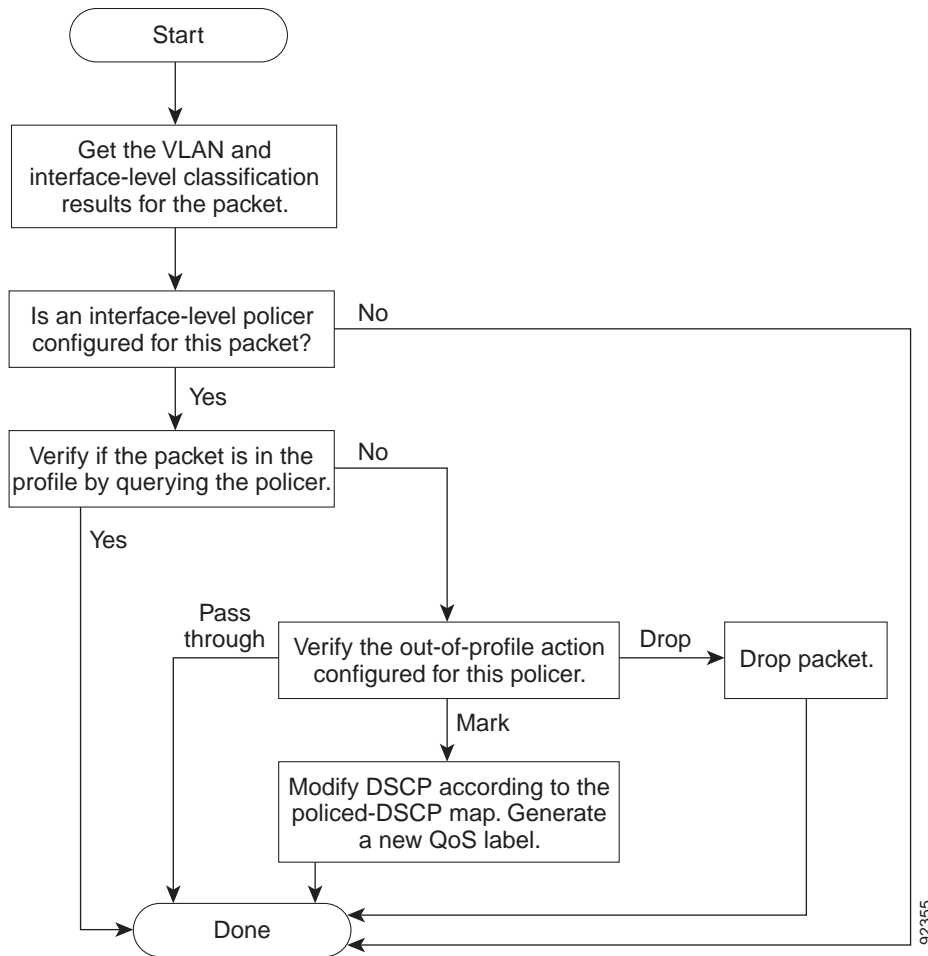 Start
Get the VLAN and
interface-level classification
results for the packet.
Is an interface-level policer
configured for this packet?
No
Yes
Verify if the packet is in the
profile by querying the policer.
No
Yes
Pass
through
Verify the out-of-profile action
configured for this policer.
Drop
Drop packet.
Mark
Modify DSCP according to the
policed-DSCP map. Generate
a new QoS label.
Done
92355